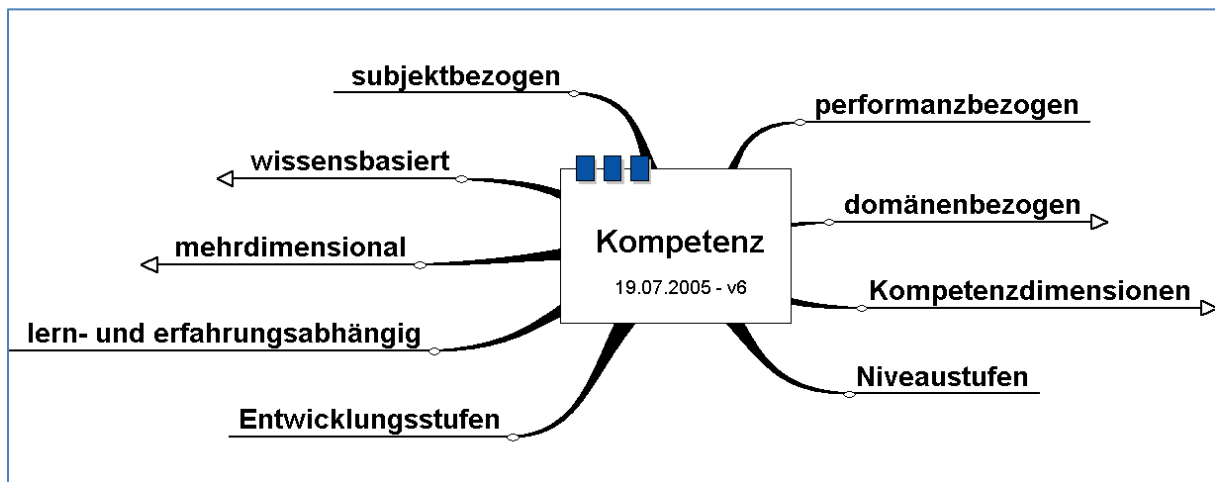 subjektbezogen
performanzbezogen
wissensbasiert
domänenbezogen
mehrdimensional
Kompetenz
19.07.2005 - v6
Kompetenzdimensionen
lern- und erfahrungsabhängig
Niveaustufen
Entwicklungsstufen